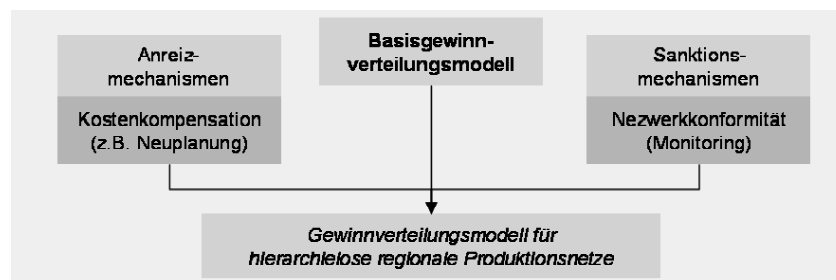 Anreiz-
mechanismen
Kostenkompensation
(z.B. Neuplanung)
Basisgewinn-
verteilungsmodell
Sanktions-
mechanismen
Nezwerkkonformität
(Monitoring)
Gewinnverteilungsmodell für
hierarchielose regionale Produktionsnetze